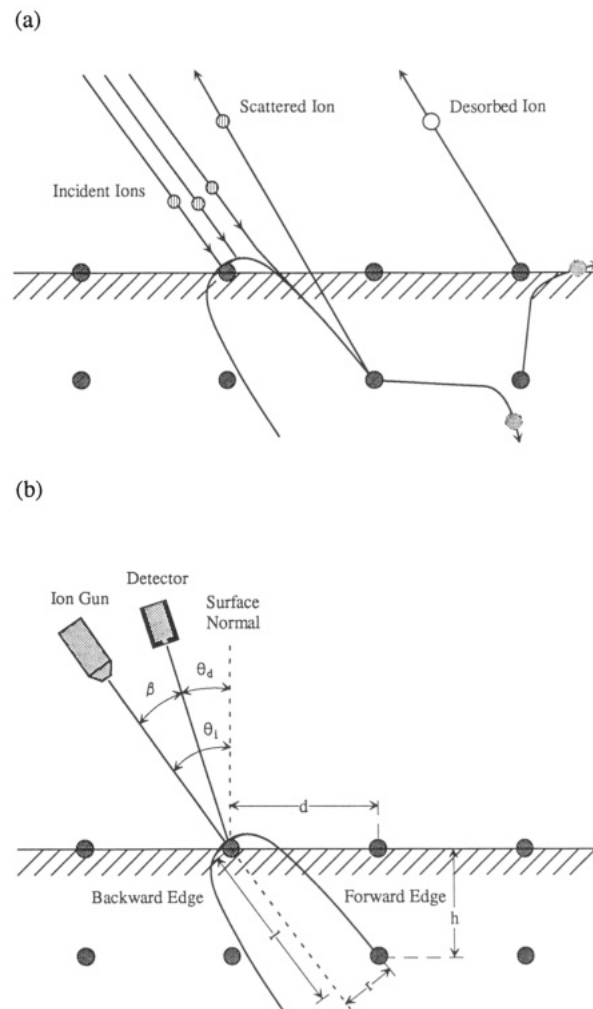 (a)
Scattered Ion
Desorbed Ion
Incident Ions
(b)
Detector
Ion Gun
Surface
Normal
β
θd
θi
d
Backward Edge
Forward Edge
h
l
r